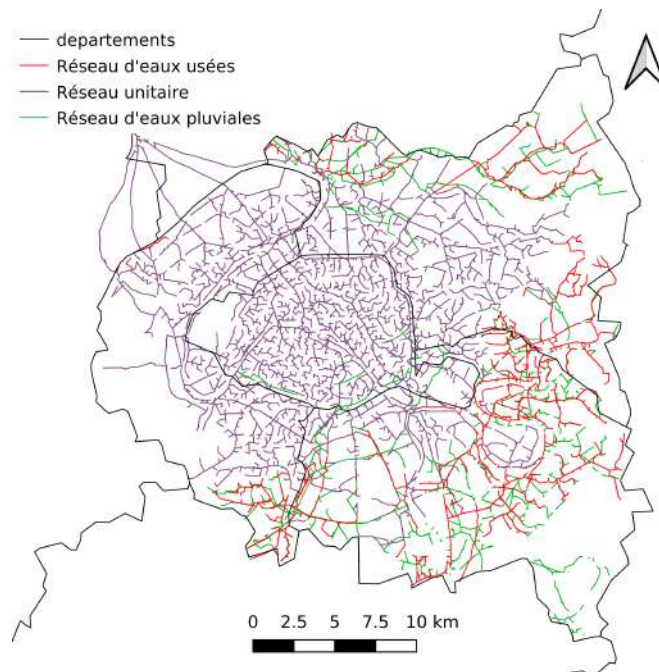 departements
Réseau d'eaux usées
Réseau unitaire
Réseau d'eaux pluviales
0 2.5 5 7.5 10 km